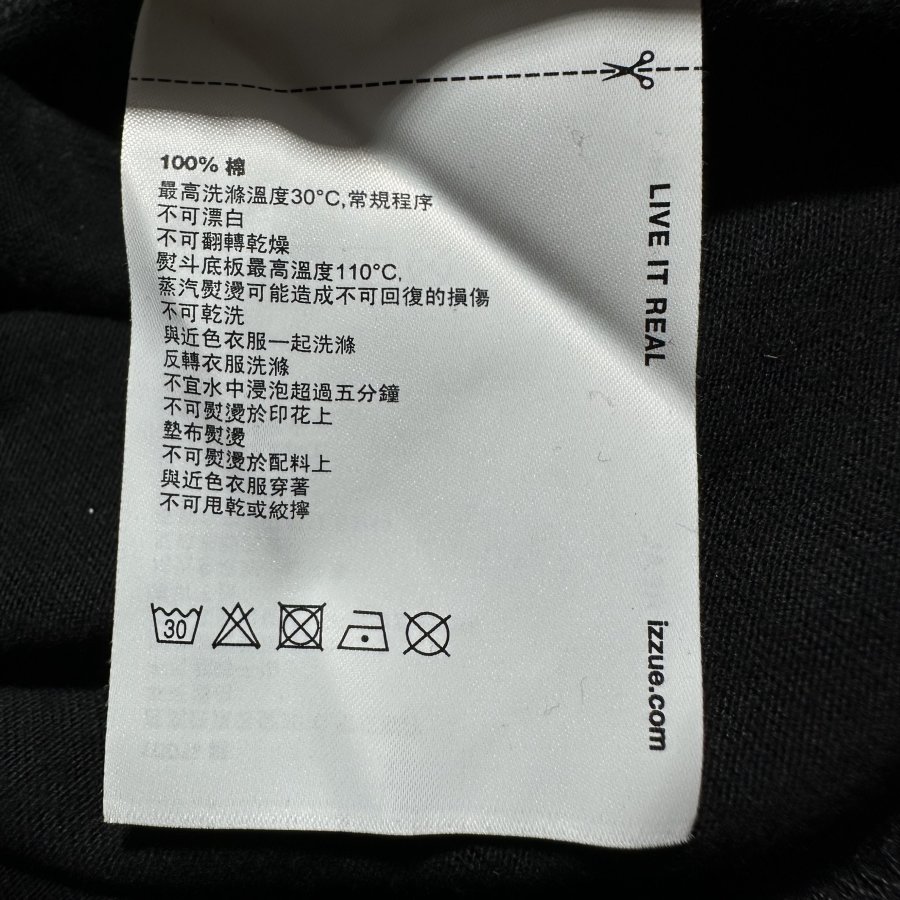 100% 棉
最高洗滌溫度30°C,常規程序
不可漂白
不可翻轉乾燥
熨斗底板最高溫度110°C,
蒸汽熨燙可能造成不可回復的損傷
不可乾洗
與近色衣服一起洗滌
反轉衣服洗滌
不宜水中浸泡超過五分鐘
不可熨燙於印花上
墊布熨燙
不可熨燙於配料上
與近色衣服穿著
不可甩乾或絞擰
30
LIVE IT REAL
izzue.com